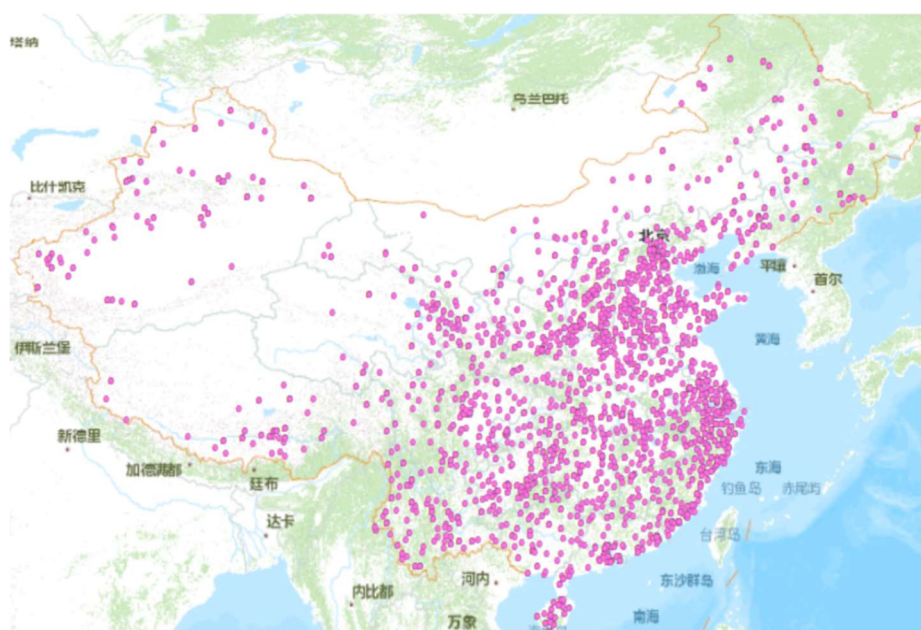 塔纳
乌兰巴托
比什凯克
北京
渤海
平壤
首尔
黄海
伊斯兰堡
新德里
加德满都
廷布
东海
钓鱼岛
赤尾屿
达卡
台湾岛
河内
东沙群岛
内比都
万象
南海